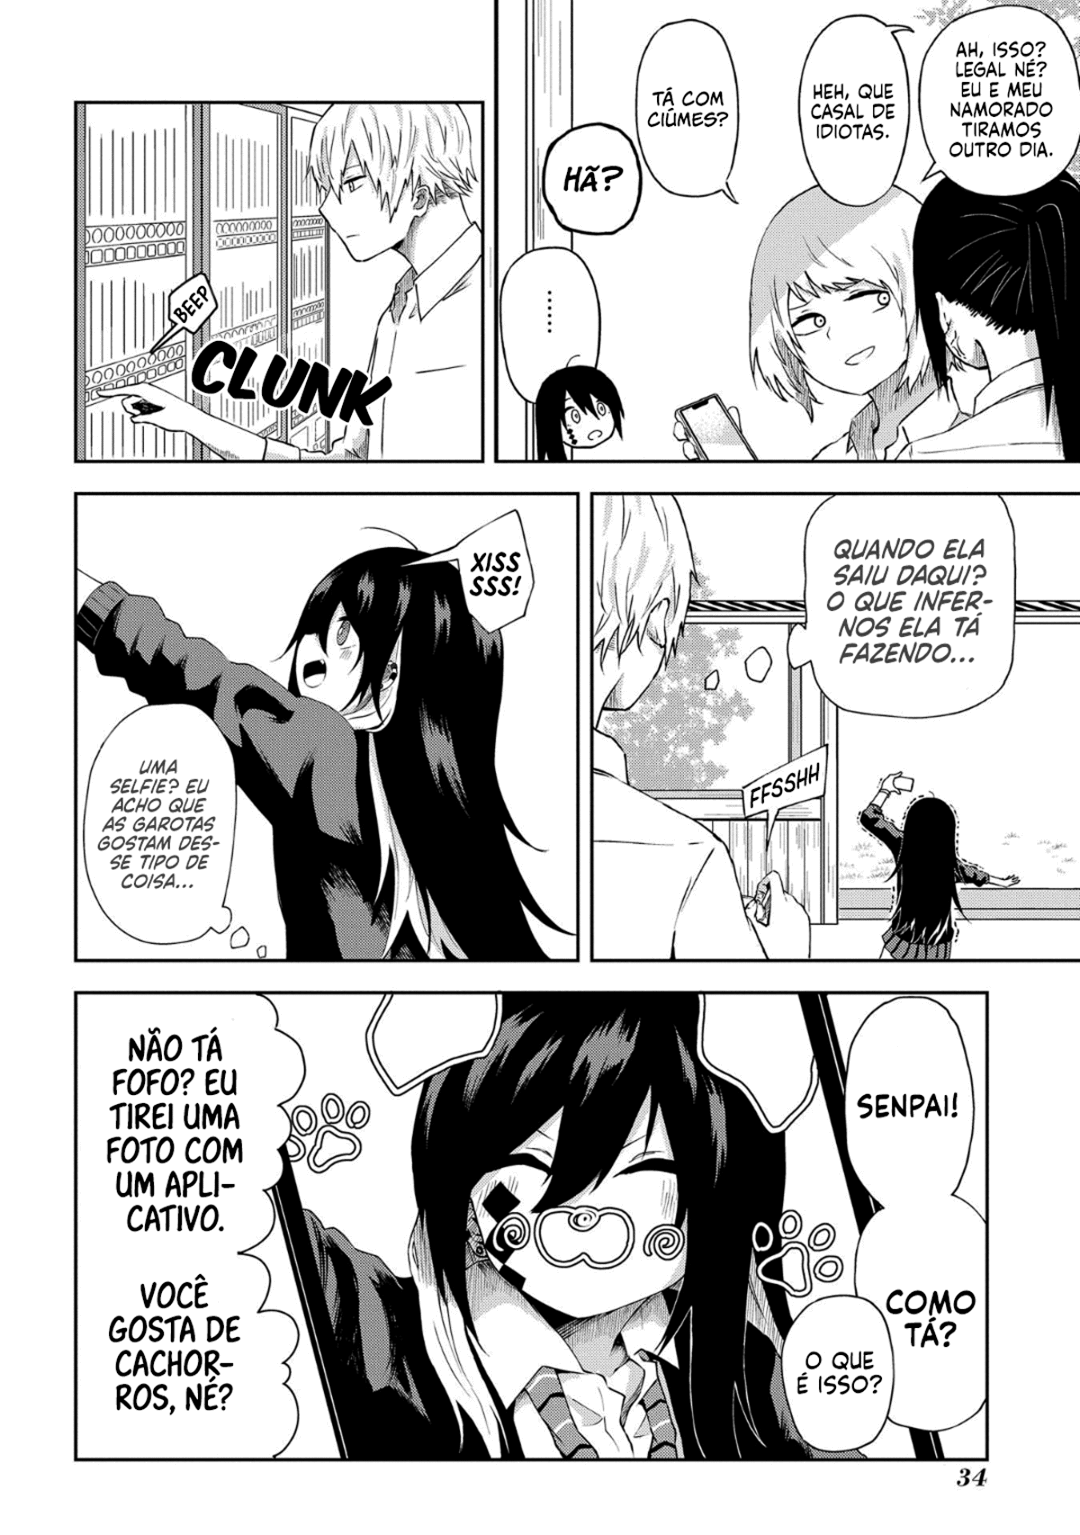 AH, ISSO?
LEGAL NÉ?
EU E MEU
NAMORADO
TIRAMOS
OUTRO DIA.
HEH, QUE
CASAL DE
IDIOTAS.
TÁ COM
CIÚMES?
HÃ?
......
BEEP
CLUNK
QUANDO ELA
SAIU DAQUI?
O QUE INFER-
NOS ELA TÁ
FAZENDO...
FFSSHH
XISS
SSS!
UMA
SELFIE? EU
ACHO QUE
AS GAROTAS
GOSTAM DES-
SE TIPO DE
COISA...
SENPAI!
COMO
TÁ?
O QUE
É ISSO?
NÃO TÁ
FOFO? EU
TIREI UMA
FOTO COM
UM APLI-
CATIVO.
VOCÊ
GOSTA DE
CACHOR-
ROS, NÉ?
34